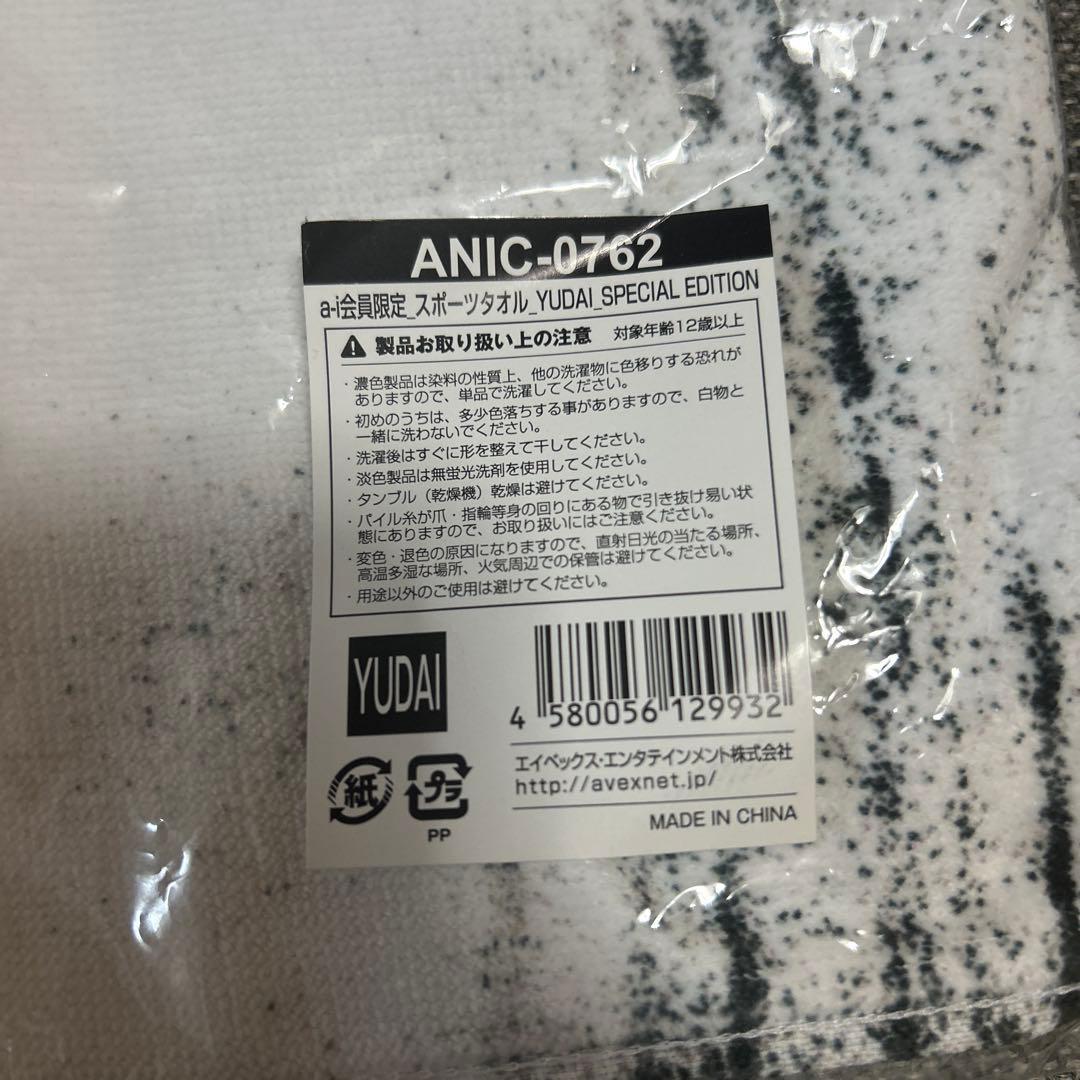 ANIC-0762
a-i会員限定_スポーツタオル_YUDAI_SPECIAL EDITION
製品お取り扱い上の注意 対象年齢12歳以上
・濃色製品は染料の性質上、他の洗濯物に色移りする恐れが
ありますので、単品で洗濯してください。
・初めのうちは、多少色落ちする事がありますので、白物と
一緒に洗わないでください。
・洗濯後はすぐに形を整えて干してください。
・淡色製品は無蛍光洗剤を使用してください。
・タンブル（乾燥機）乾燥は避けてください。
・パイル糸が爪・指輪等身の回りにある物で引き抜け易い状
態にありますので、お取り扱いにはご注意ください。
・変色・退色の原因になりますので、直射日光の当たる場所、
高温多湿な場所、火気周辺での保管は避けてください。
・用途以外のご使用は避けてください。
YUDAI
4 580056 129932
エイベックス・エンタテインメント株式会社
http://avexnet.jp/
紙
プラ
PP
MADE IN CHINA